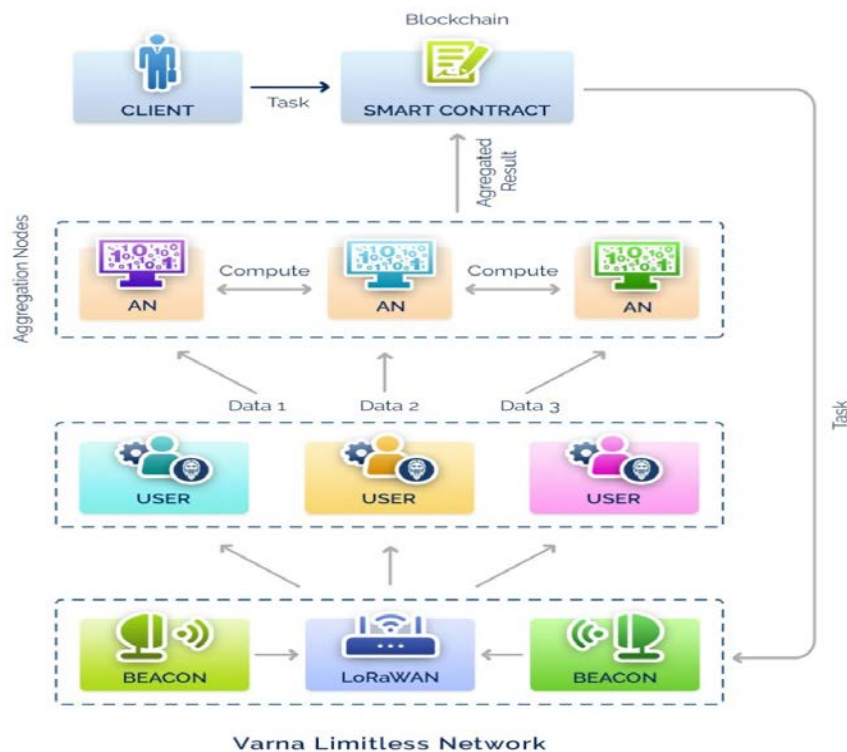 Blockchain
CLIENT
Task
SMART CONTRACT
Agregated
Result
Aggregation Nodes
Compute
Compute
AN
AN
AN
Data 1
Data 2
Data 3
Task
USER
USER
USER
BEACON
LoRaWAN
BEACON
Varna Limitless Network